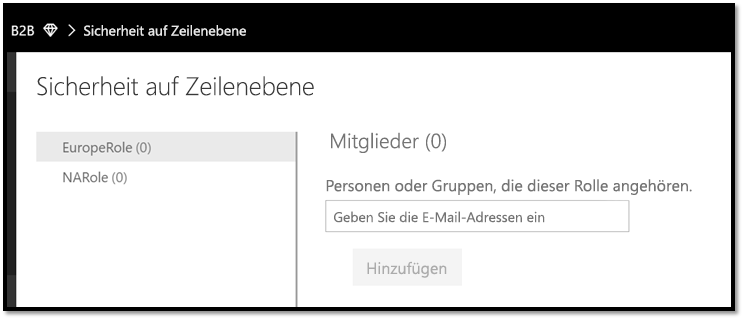 B2B > Sicherheit auf Zeilenebene
Sicherheit auf Zeilenebene
EuropeRole (0)
NARole (0)
Mitglieder (0)
Personen oder Gruppen, die dieser Rolle angehören.
Geben Sie die E-Mail-Adressen ein
Hinzufügen